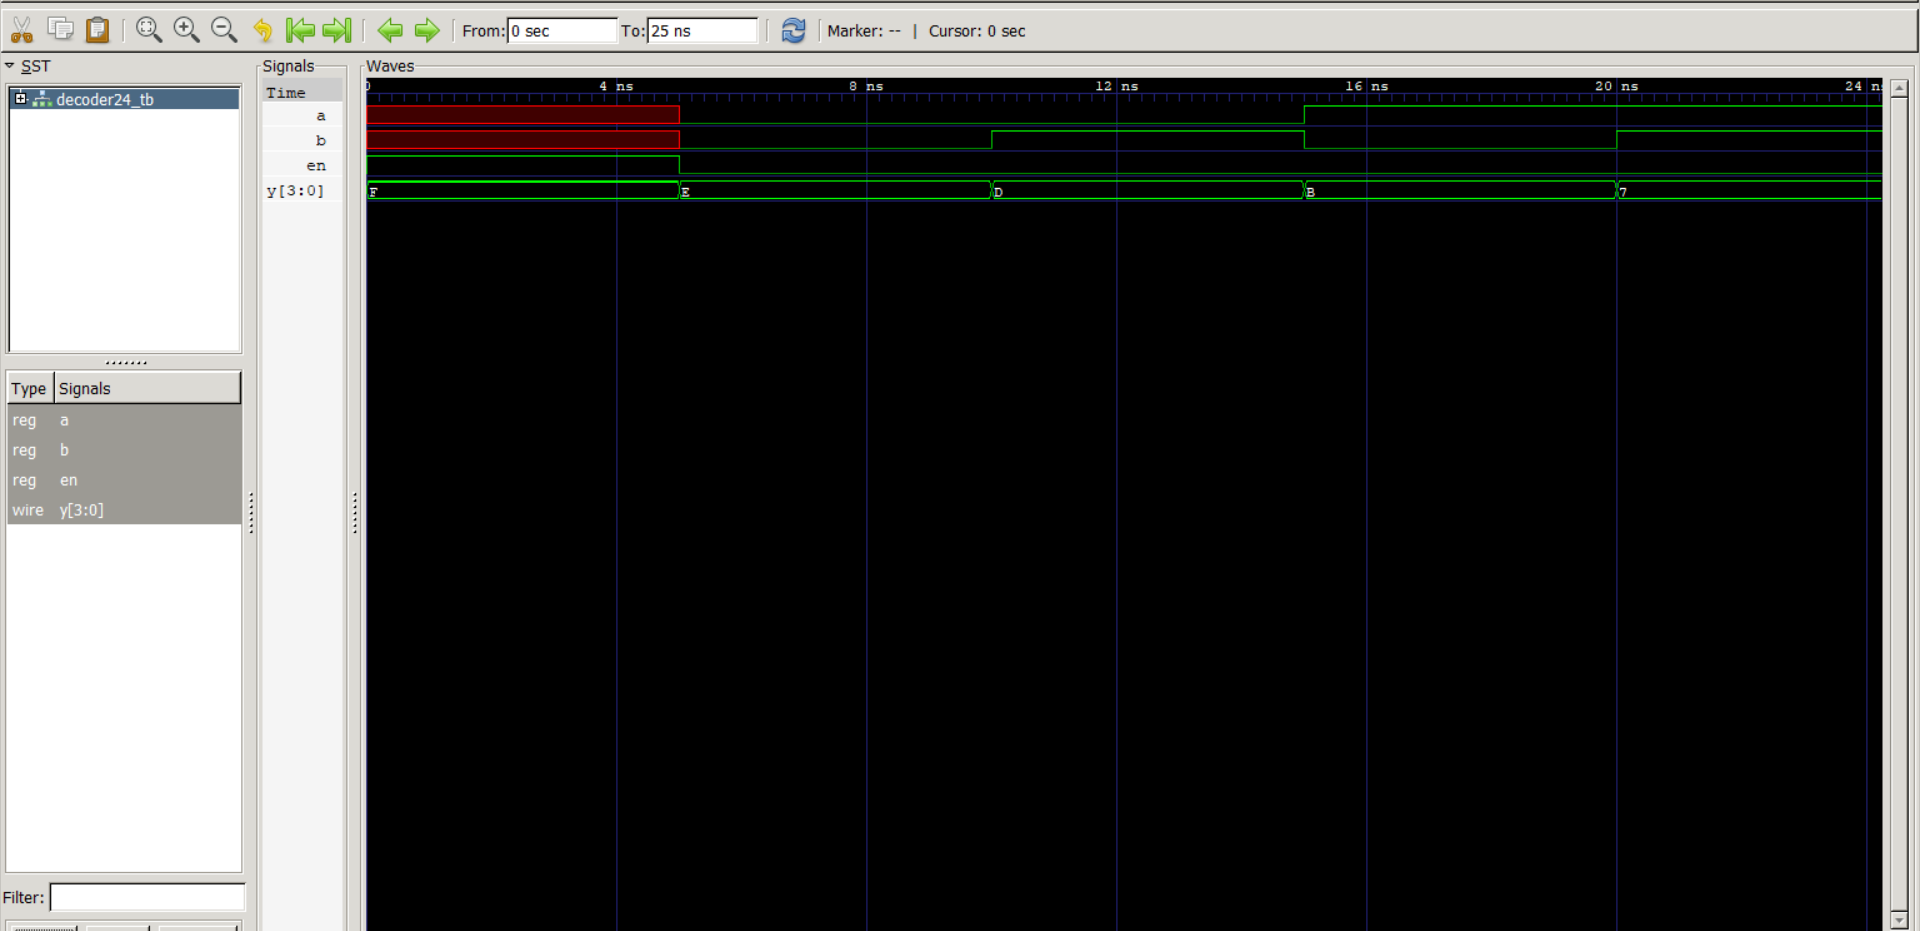 From: 0 sec To: 25 ns Marker: -- | Cursor: 0 sec
SST
decoder24_tb
Type Signals
reg a
reg b
reg en
wire y[3:0]
Filter:
Signals
Time
a
b
en
y[3:0]
Waves
0 4 ns 8 ns 12 ns 16 ns 20 ns 24 n
F E D B 7